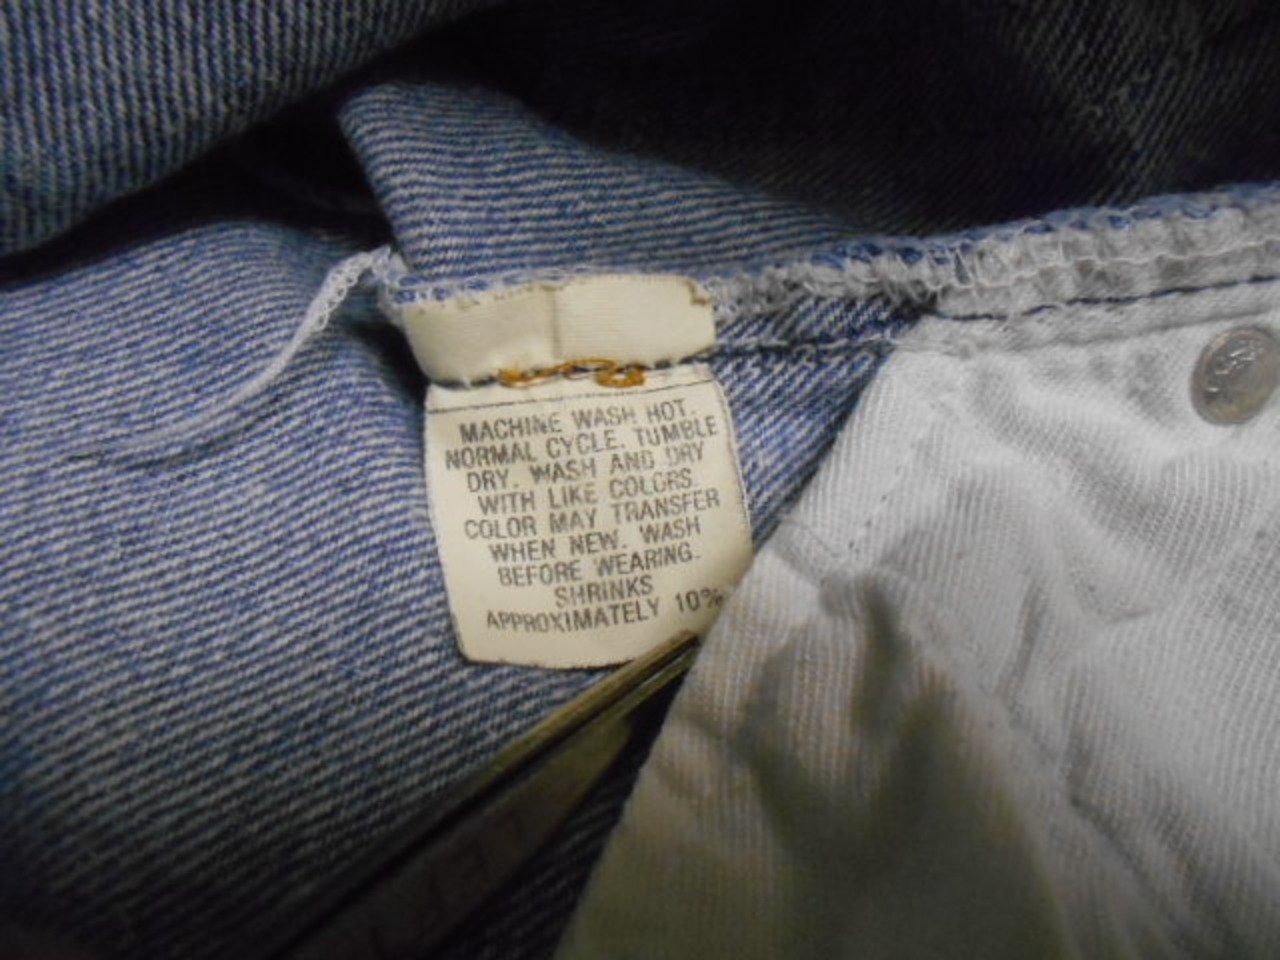 MACHINE WASH HOT.
NORMAL CYCLE. TUMBLE
DRY. WASH AND DRY
WITH LIKE COLORS.
COLOR MAY TRANSFER
WHEN NEW. WASH
BEFORE WEARING.
SHRINKS
APPROXIMATELY 10%